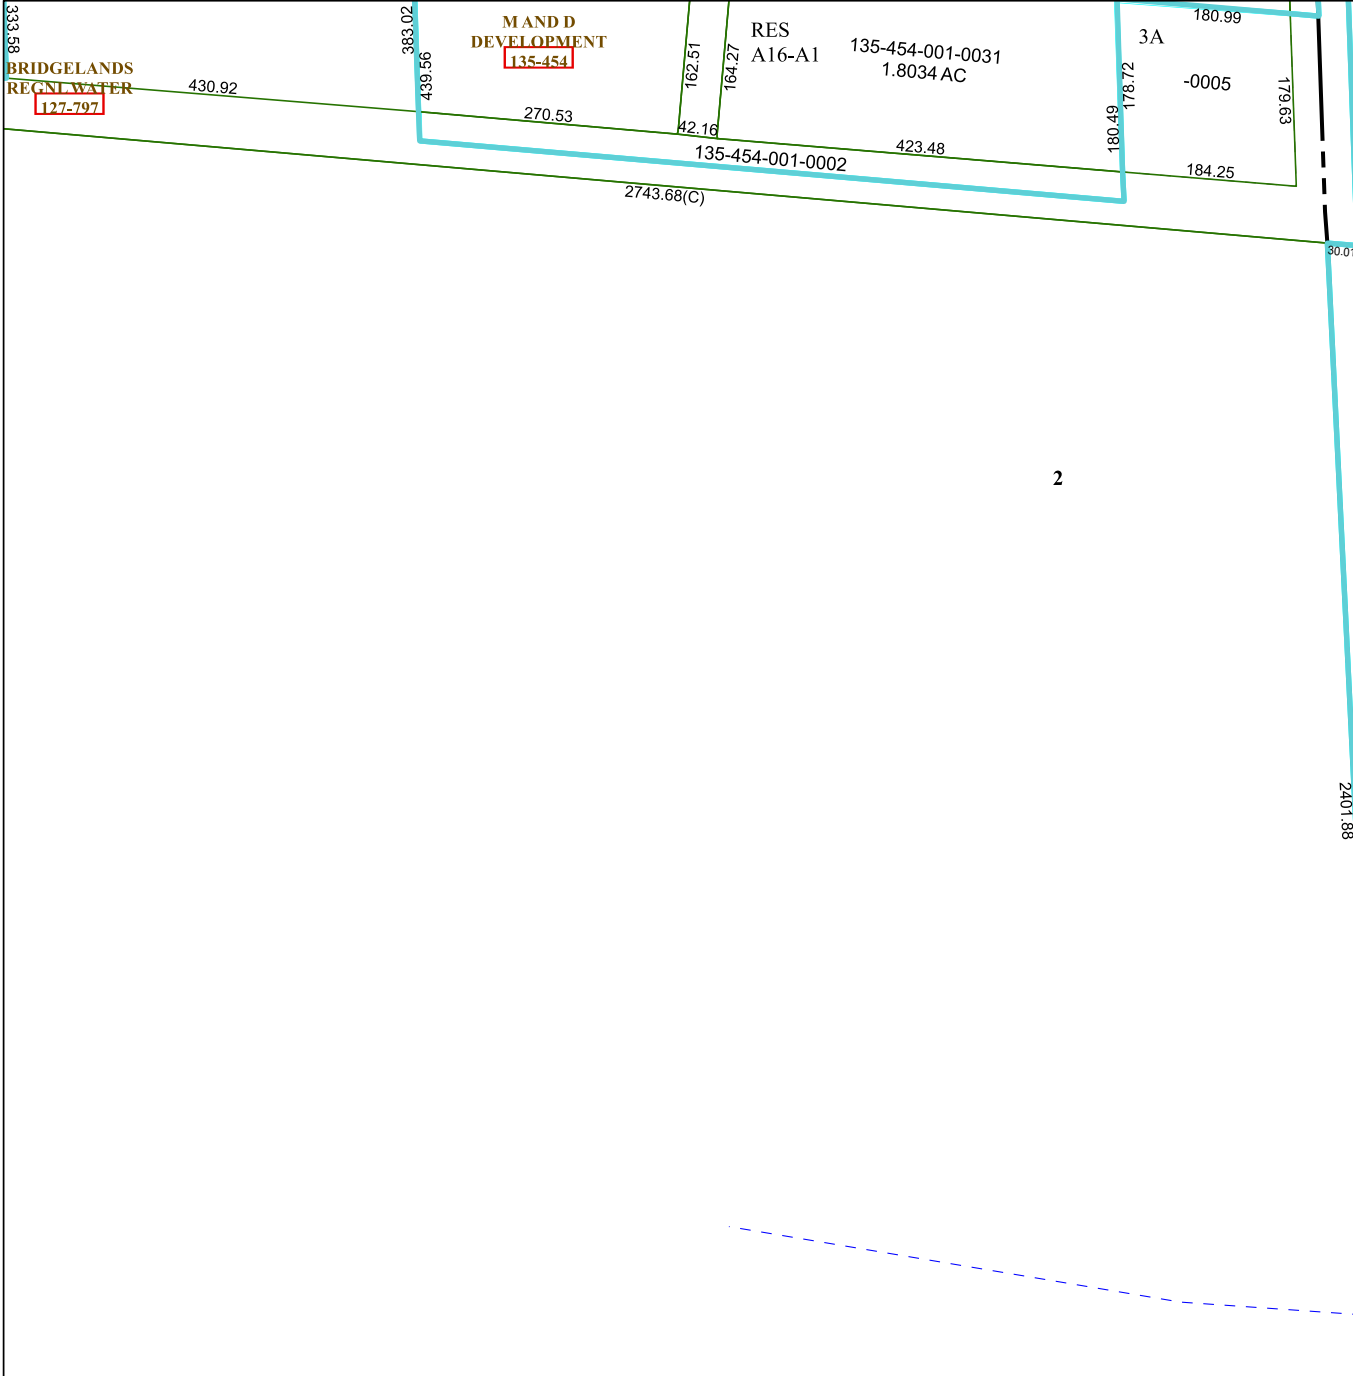 333.58
BRIDGELANDS
REGNL WATER
127-797
430.92
383.02
439.56
M AND D
DEVELOPMENT
135-454
270.53
162.51
42.16
164.27
RES
A16-A1
135-454-001-0031
1.8034 AC
423.48
135-454-001-0002
2743.68(C)
180.49
178.72
3A
180.99
-0005
179.63
184.25
30.01
2
2401.88